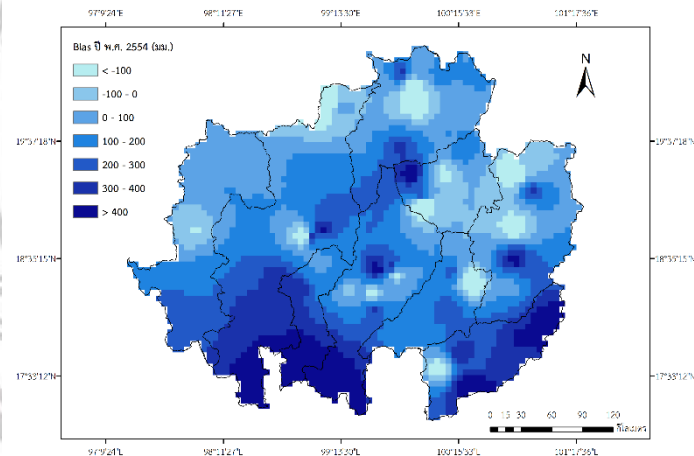 97°9'24"E 98°11'27"E 99°13'30"E 100°15'33"E 101°17'36"E
Bias ปี พ.ศ. 2554 (มม.)
< -100
-100 - 0
0 - 100
100 - 200
200 - 300
300 - 400
> 400
N
19°37'18"N 19°37'18"N
18°35'15"N 18°35'15"N
17°33'12"N 17°33'12"N
0 15 30 60 90 120
กิโลเมตร
97°9'24"E 98°11'27"E 99°13'30"E 100°15'33"E 101°17'36"E